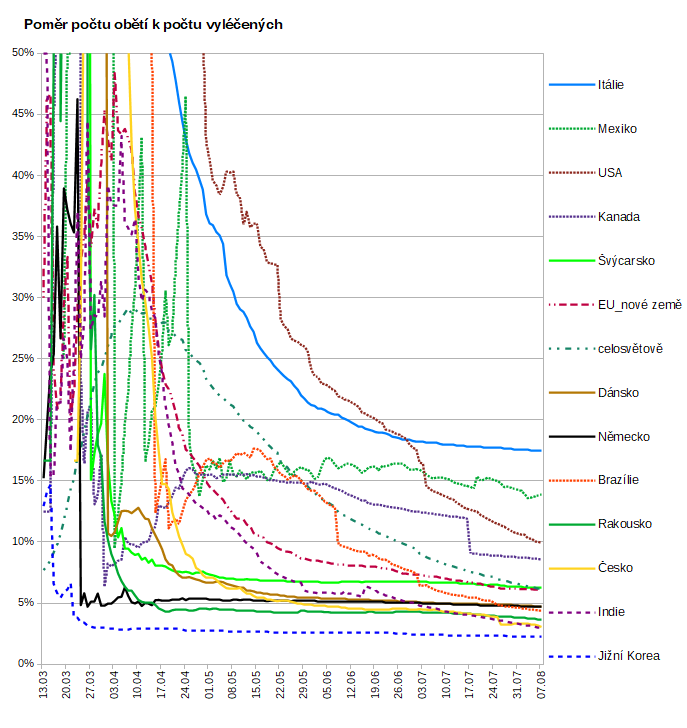 Poměr počtu obětí k počtu vyléčených
50%
45%
40%
35%
30%
25%
20%
15%
10%
5%
0%
13.03
20.03
27.03
03.04
10.04
17.04
24.04
01.05
08.05
15.05
22.05
29.05
05.06
12.06
19.06
26.06
03.07
10.07
17.07
24.07
31.07
07.08
Itálie
Mexiko
USA
Kanada
Švýcarsko
EU_nové země
celosvětově
Dánsko
Německo
Brazílie
Rakousko
Česko
Indie
Jižní Korea